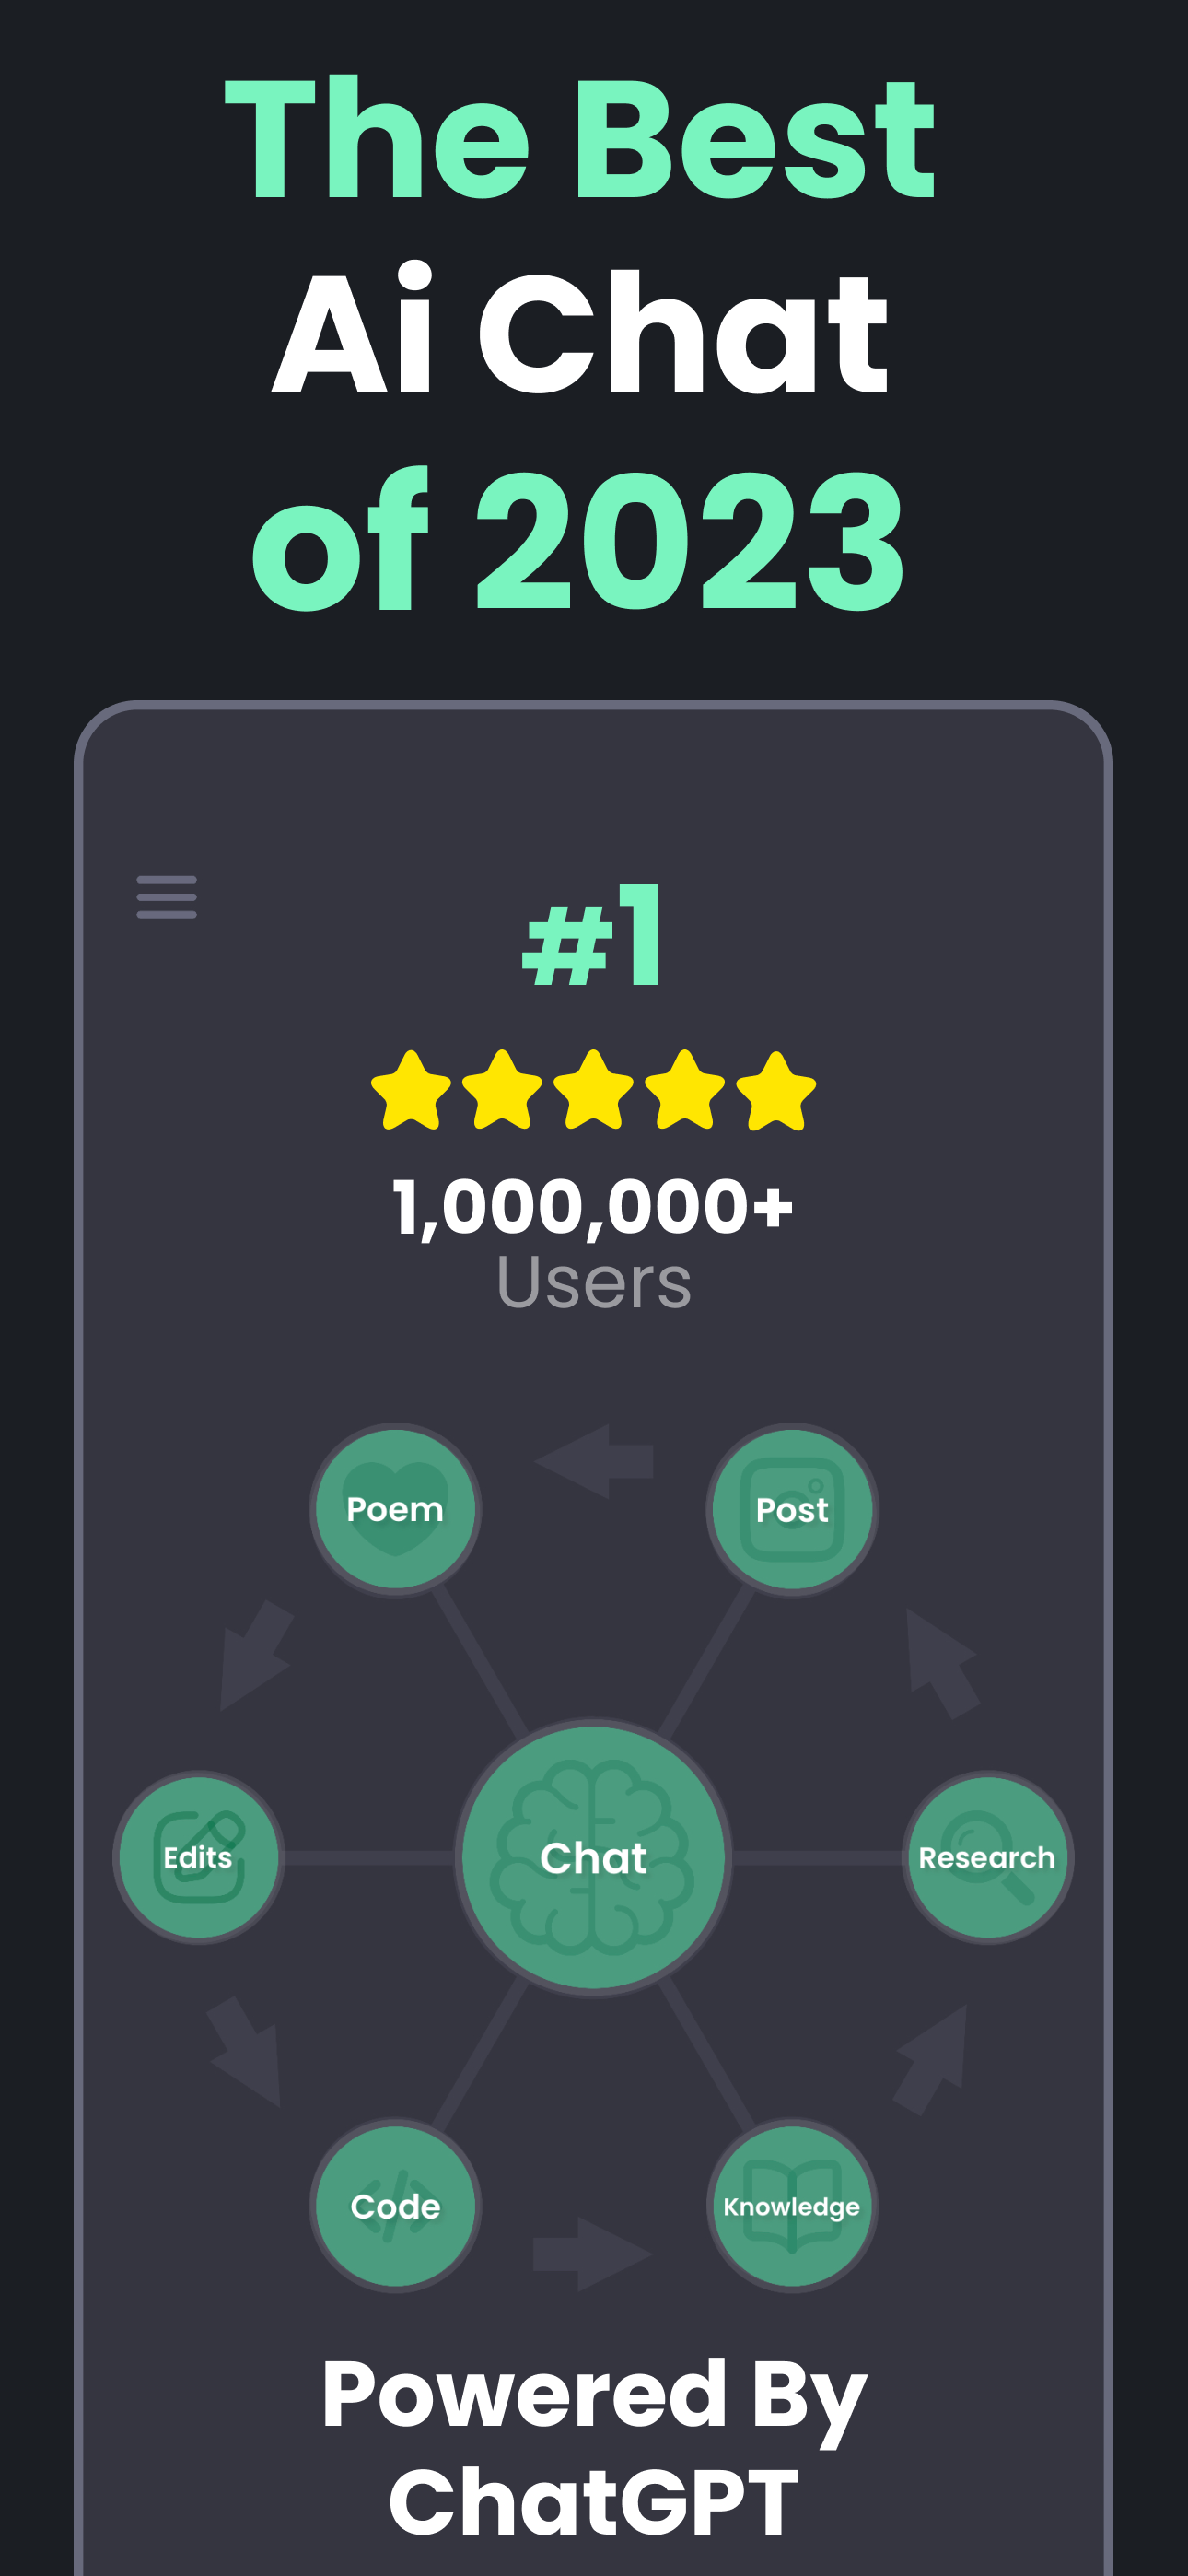 The Best
Ai Chat
of 2023
#1
1,000,000+
Users
Poem
Post
Edits
Chat
Research
Code
Knowledge
Powered By
ChatGPT